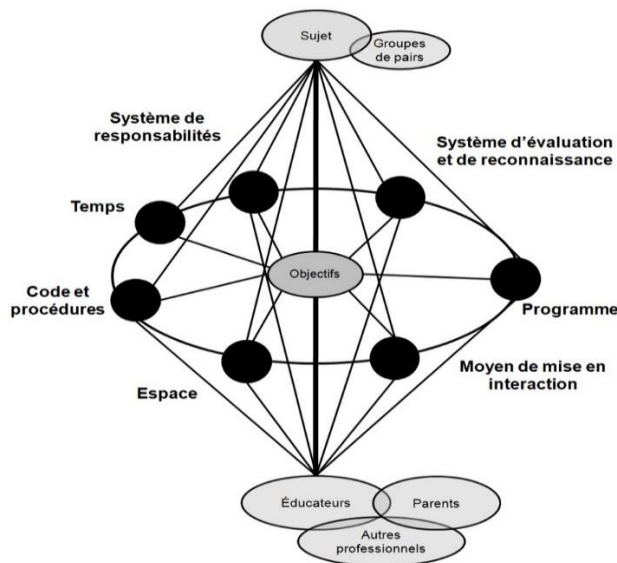 Sujet
Groupes
de pairs
Système de
responsabilités
Système d'évaluation
et de reconnaissance
Temps
Objectifs
Code et
procédures
Programme
Moyen de mise en
interaction
Espace
Éducateurs
Parents
Autres
professionnels